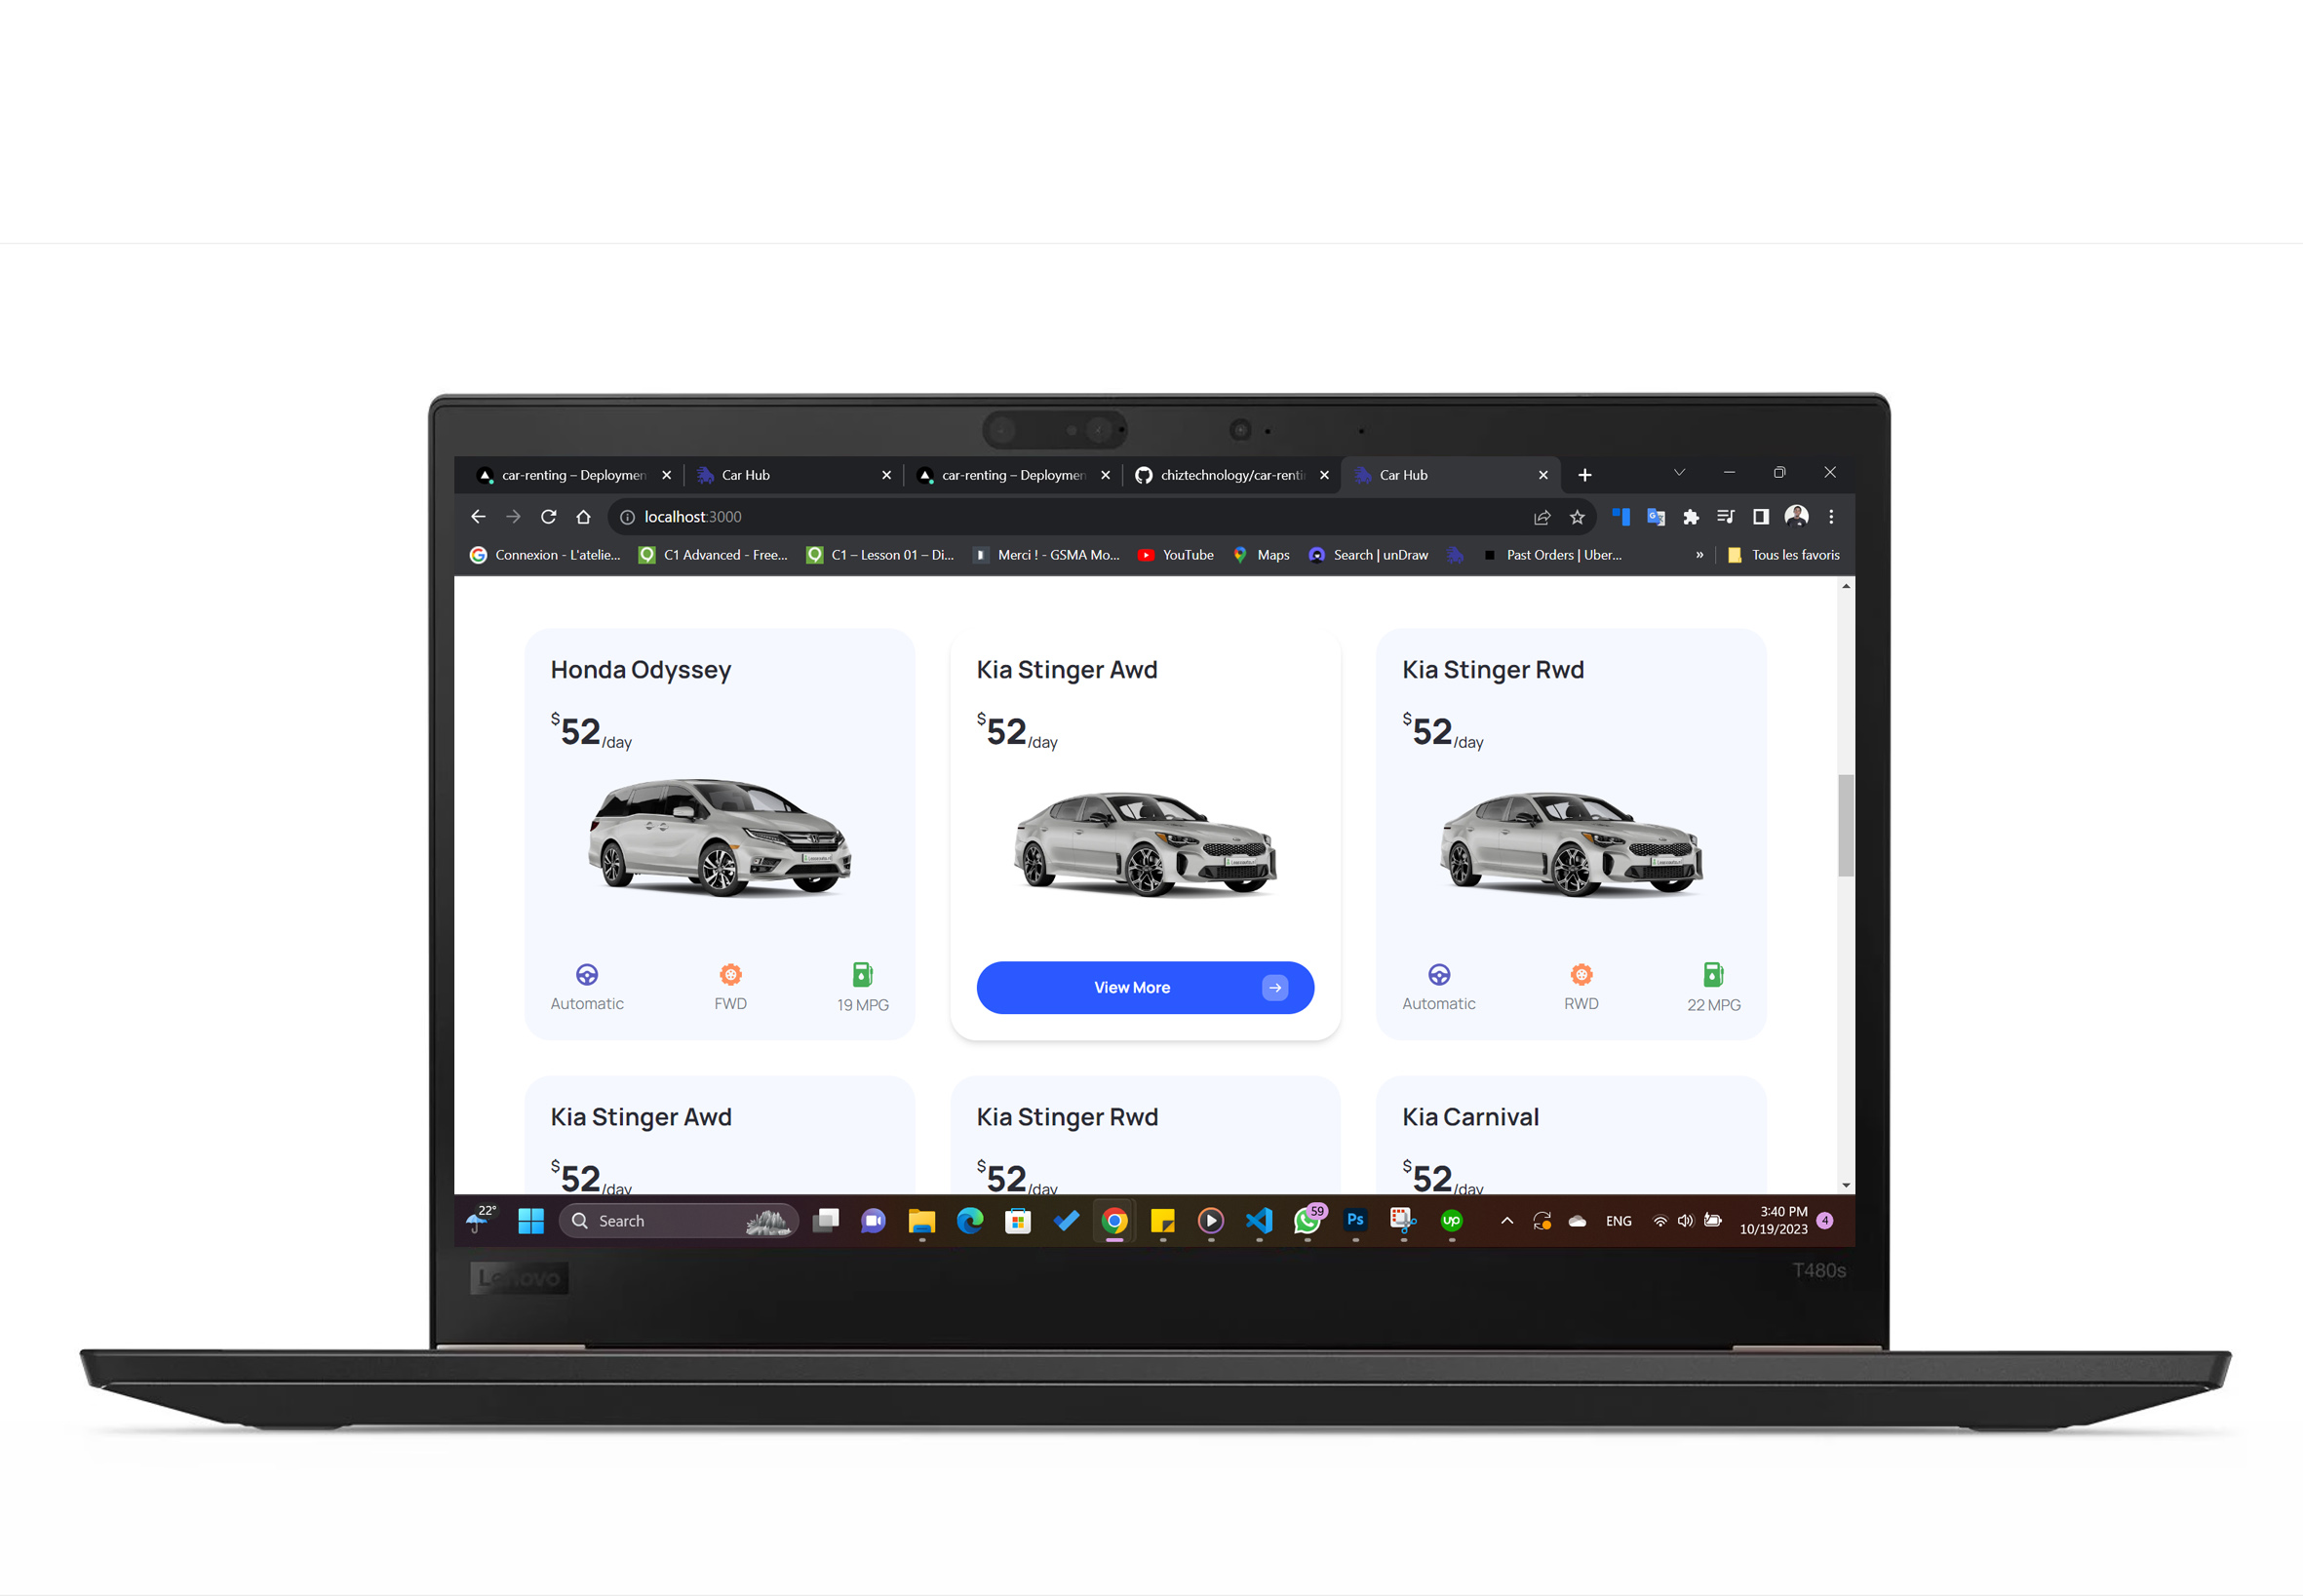 car-renting – Deploymen
Car Hub
car-renting – Deploymen
chiztechnology/car-renti
Car Hub
localhost:3000
Connexion - L'atelie...
C1 Advanced - Free...
C1 – Lesson 01 – Di...
Merci ! - GSMA Mo...
YouTube
Maps
Search | unDraw
Past Orders | Uber...
»
Tous les favoris
Honda Odyssey
$52/day
Automatic
FWD
19 MPG
Kia Stinger Awd
$52/day
View More
Kia Stinger Rwd
$52/day
Automatic
RWD
22 MPG
Kia Stinger Awd
$52/day
Kia Stinger Rwd
$52/day
Kia Carnival
$52/day
22°
Search
59
Ps
up
ENG
3:40 PM
10/19/2023
4
Lenovo
T480s